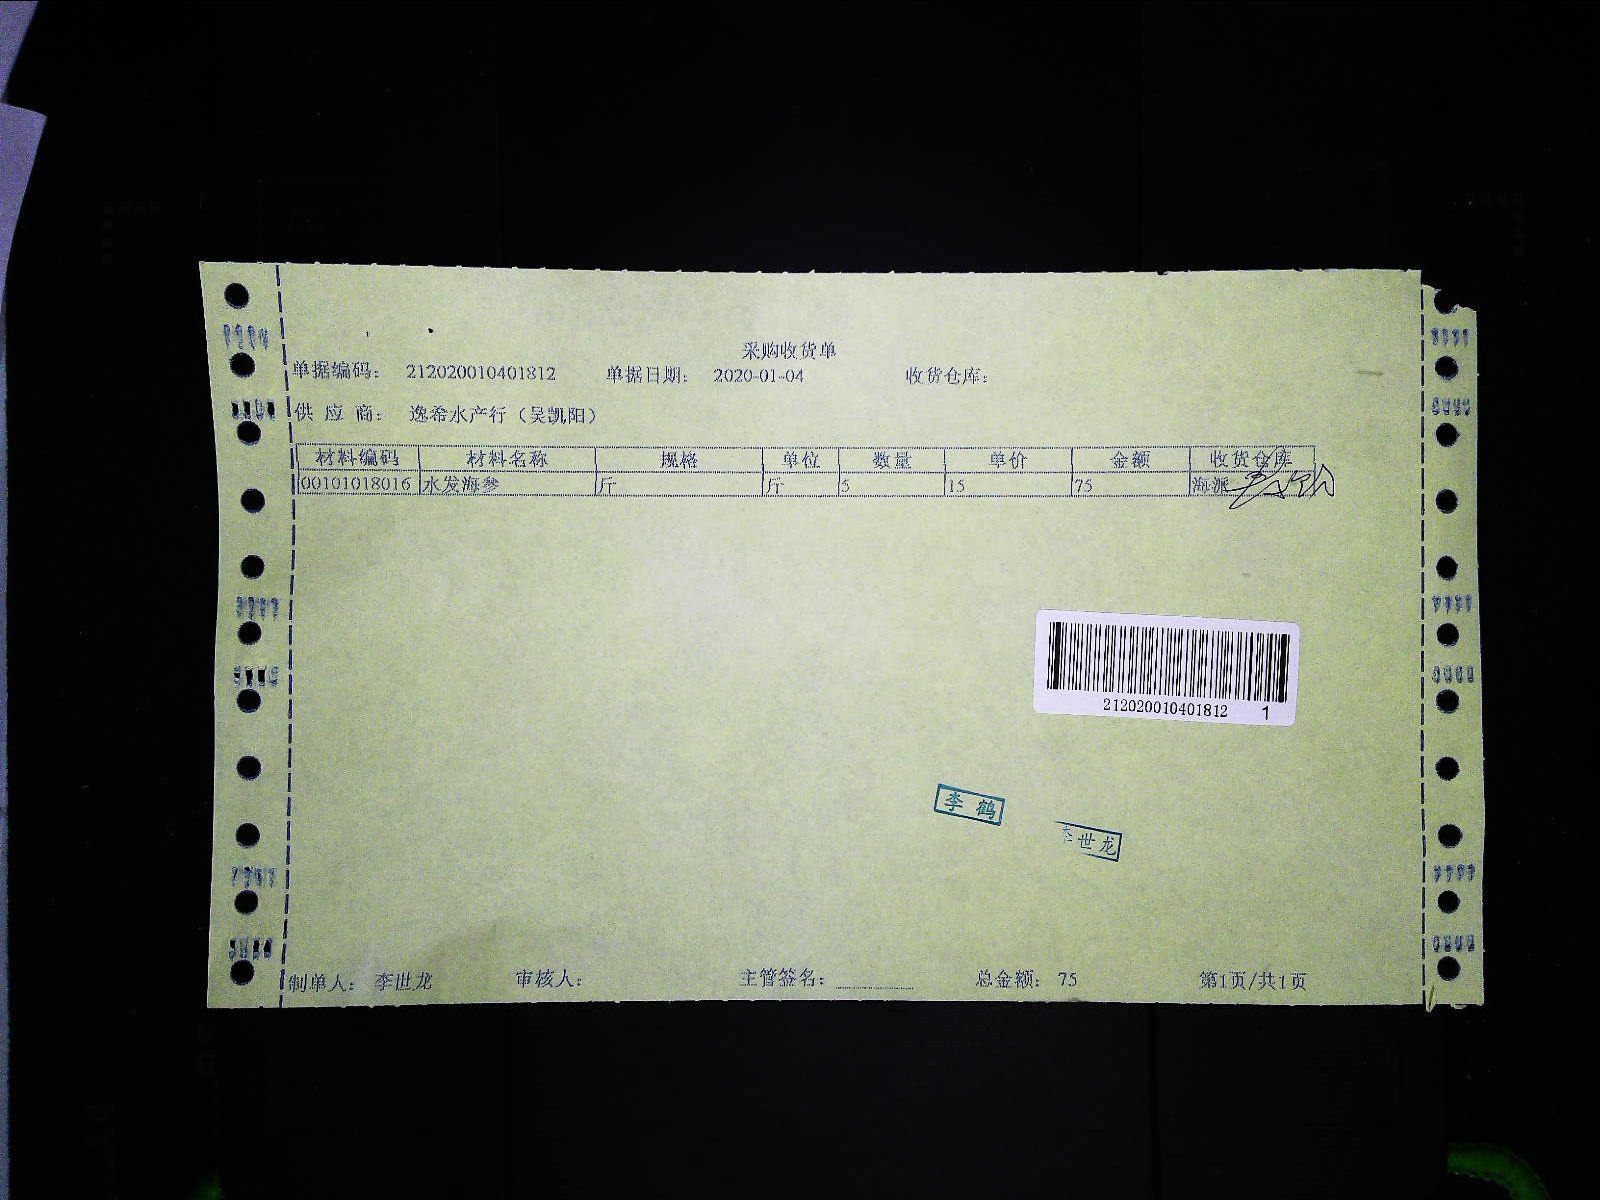 采购收货单
单据编码： 212020010401812 单据日期： 2020-01-04 收货仓库：
供 应 商： 逸希水产行（吴凯阳）
材料编码 材料名称 规格 单位 数量 单价 金额 收货仓库
00101018016 水发海参 斤 斤 5 15 75 海派
212020010401812 1
李 鹤
李世龙
制单人： 李世龙 审核人： 主管签名： 总金额： 75 第1页/共1页